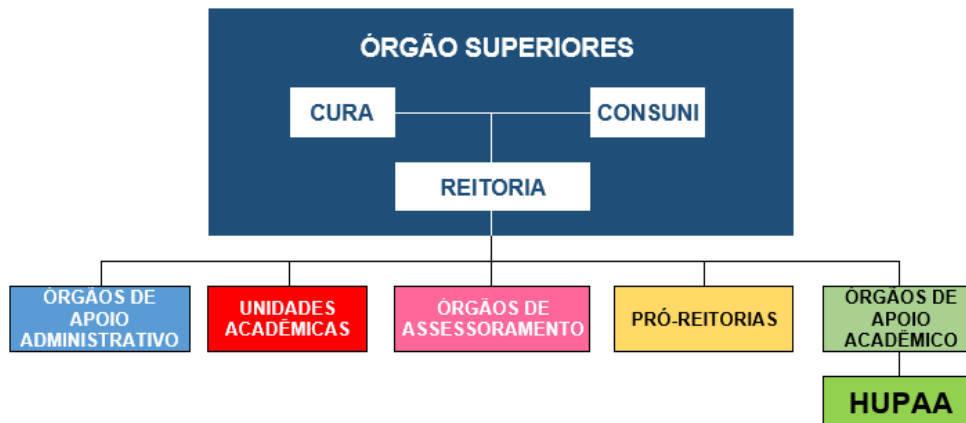 ÓRGÃO SUPERIORES
CURA
CONSUNI
REITORIA
ÓRGÃOS DE
APOIO
ADMINISTRATIVO
UNIDADES
ACADÊMICAS
ÓRGÃOS DE
ASSESSORAMENTO
PRÓ-REITORIAS
ÓRGÃOS DE
APOIO
ACADÊMICO
HUPAA